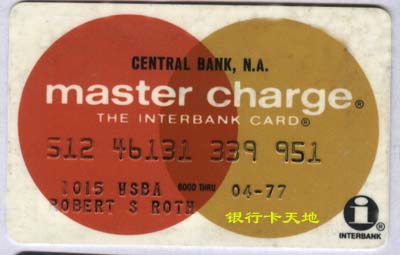 CENTRAL BANK, N.A.
master charge®
THE INTERBANK CARD®
512 46131 339 951
1015 WSBA GOOD THRU 04-77
ROBERT S ROTH
银行卡天地
i®
INTERBANK